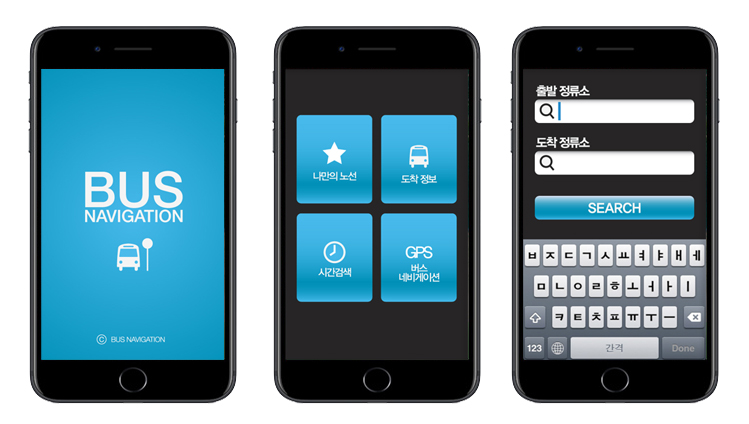 BUS
NAVIGATION
© BUS NAVIGATION
나만의 노선
도착 정보
시간검색
GPS
버스
네비게이션
출발 정류소
도착 정류소
SEARCH
ㅂ ㅈ ㄷ ㄱ ㅅ ㅛ ㅕ ㅑ ㅐ ㅔ
ㅁ ㄴ ㅇ ㄹ ㅎ ㅗ ㅓ ㅏ ㅣ
ㅋ ㅌ ㅊ ㅍ ㅠ ㅜ ㅡ
123 간격 Done